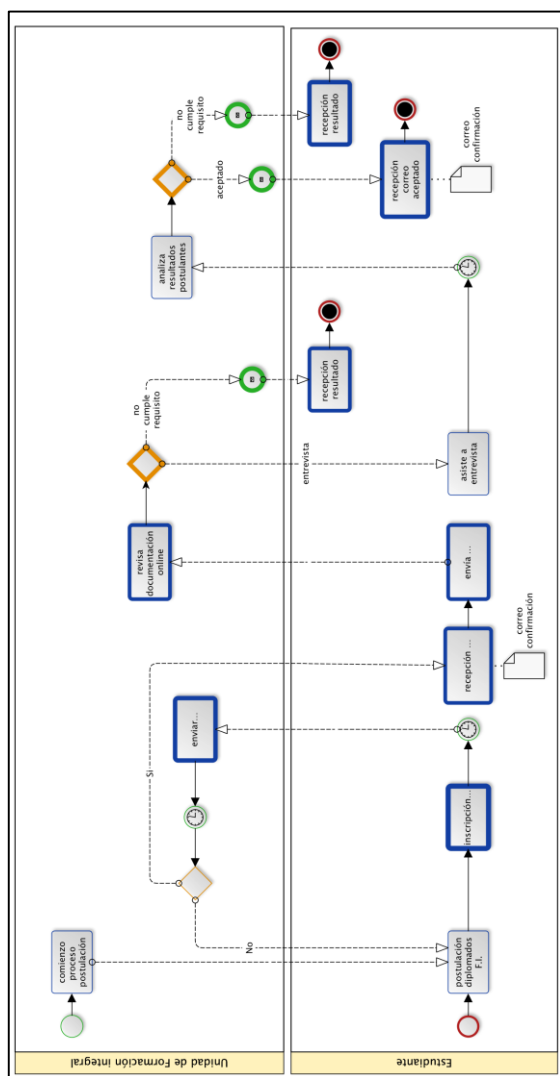 Unidad de Formación integral
comienzo
proceso
postulación
No
Si
enviar...
revisa
documentación
online
no
cumple
requisito
analiza
resultados
postulantes
no
cumple
requisito
aceptado
Estudiante
postulación
diplomados
F.I.
inscripción...
recepción ...
correo
confirmación
envía ...
entrevista
asiste a
entrevista
recepción
resultado
recepción
correo
aceptado
correo
confirmación
recepción
resultado